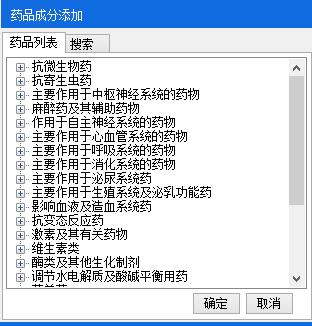 药品成分添加
药品列表 搜索
抗微生物药
抗寄生虫药
主要作用于中枢神经系统的药物
麻醉药及其辅助药物
作用于自主神经系统的药物
主要作用于心血管系统的药物
主要作用于呼吸系统的药物
主要作用于消化系统的药物
主要作用于泌尿系统药
主要作用于生殖系统及泌乳功能药
影响血液及造血系统药
抗变态反应药
激素及其有关药物
维生素类
酶类及其他生化制剂
调节水电解质及酸碱平衡用药
确定 取消